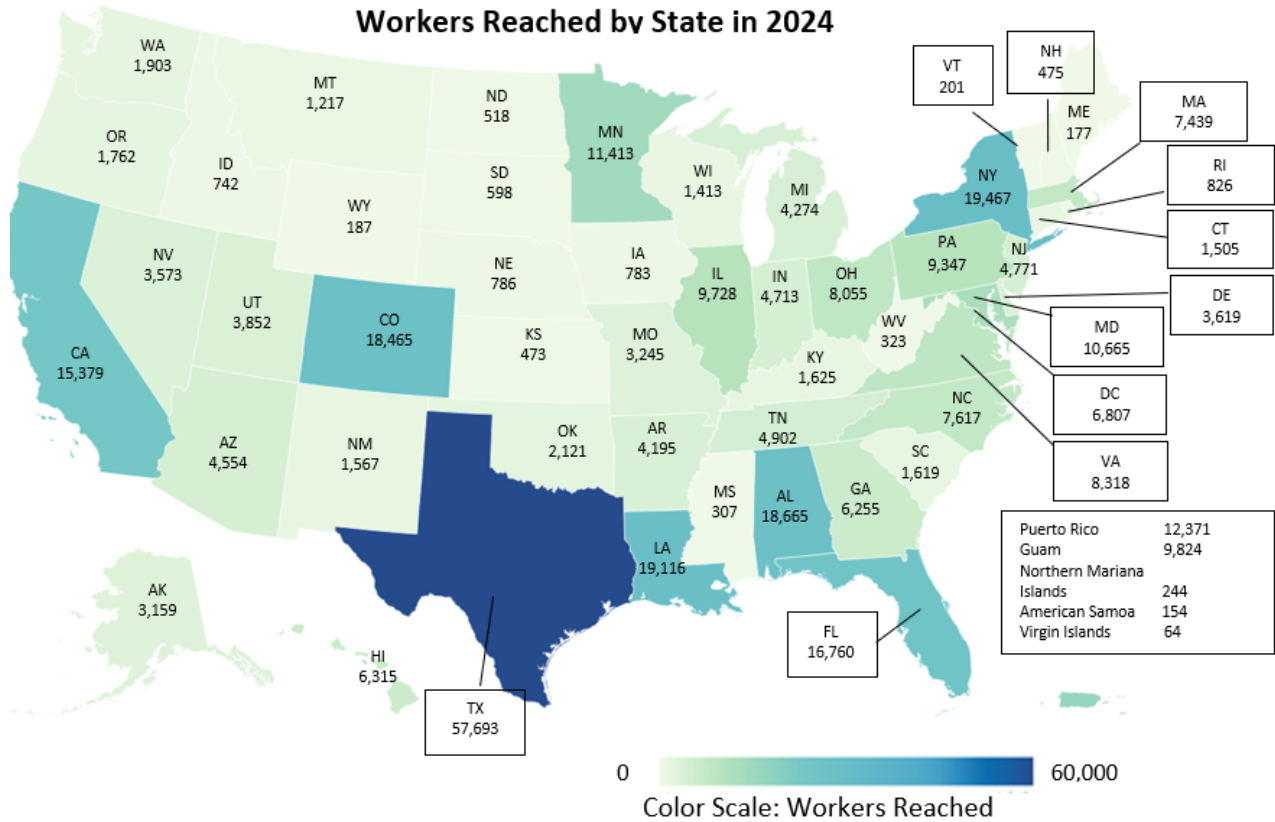 Workers Reached by State in 2024
WA
1,903
MT
1,217
ND
518
MN
11,413
VT
201
NH
475
ME
177
MA
7,439
OR
1,762
ID
742
SD
598
WI
1,413
MI
4,274
NY
19,467
RI
826
WY
187
CT
1,505
NV
3,573
UT
3,852
NE
786
IA
783
IL
9,728
IN
4,713
OH
8,055
PA
9,347
NJ
4,771
DE
3,619
CA
15,379
CO
18,465
KS
473
MO
3,245
KY
1,625
WV
323
MD
10,665
DC
6,807
AZ
4,554
NM
1,567
OK
2,121
AR
4,195
TN
4,902
NC
7,617
SC
1,619
VA
8,318
MS
307
AL
18,665
GA
6,255
LA
19,116
Puerto Rico 12,371
Guam 9,824
Northern Mariana
Islands 244
American Samoa 154
Virgin Islands 64
AK
3,159
HI
6,315
TX
57,693
FL
16,760
0 60,000
Color Scale: Workers Reached